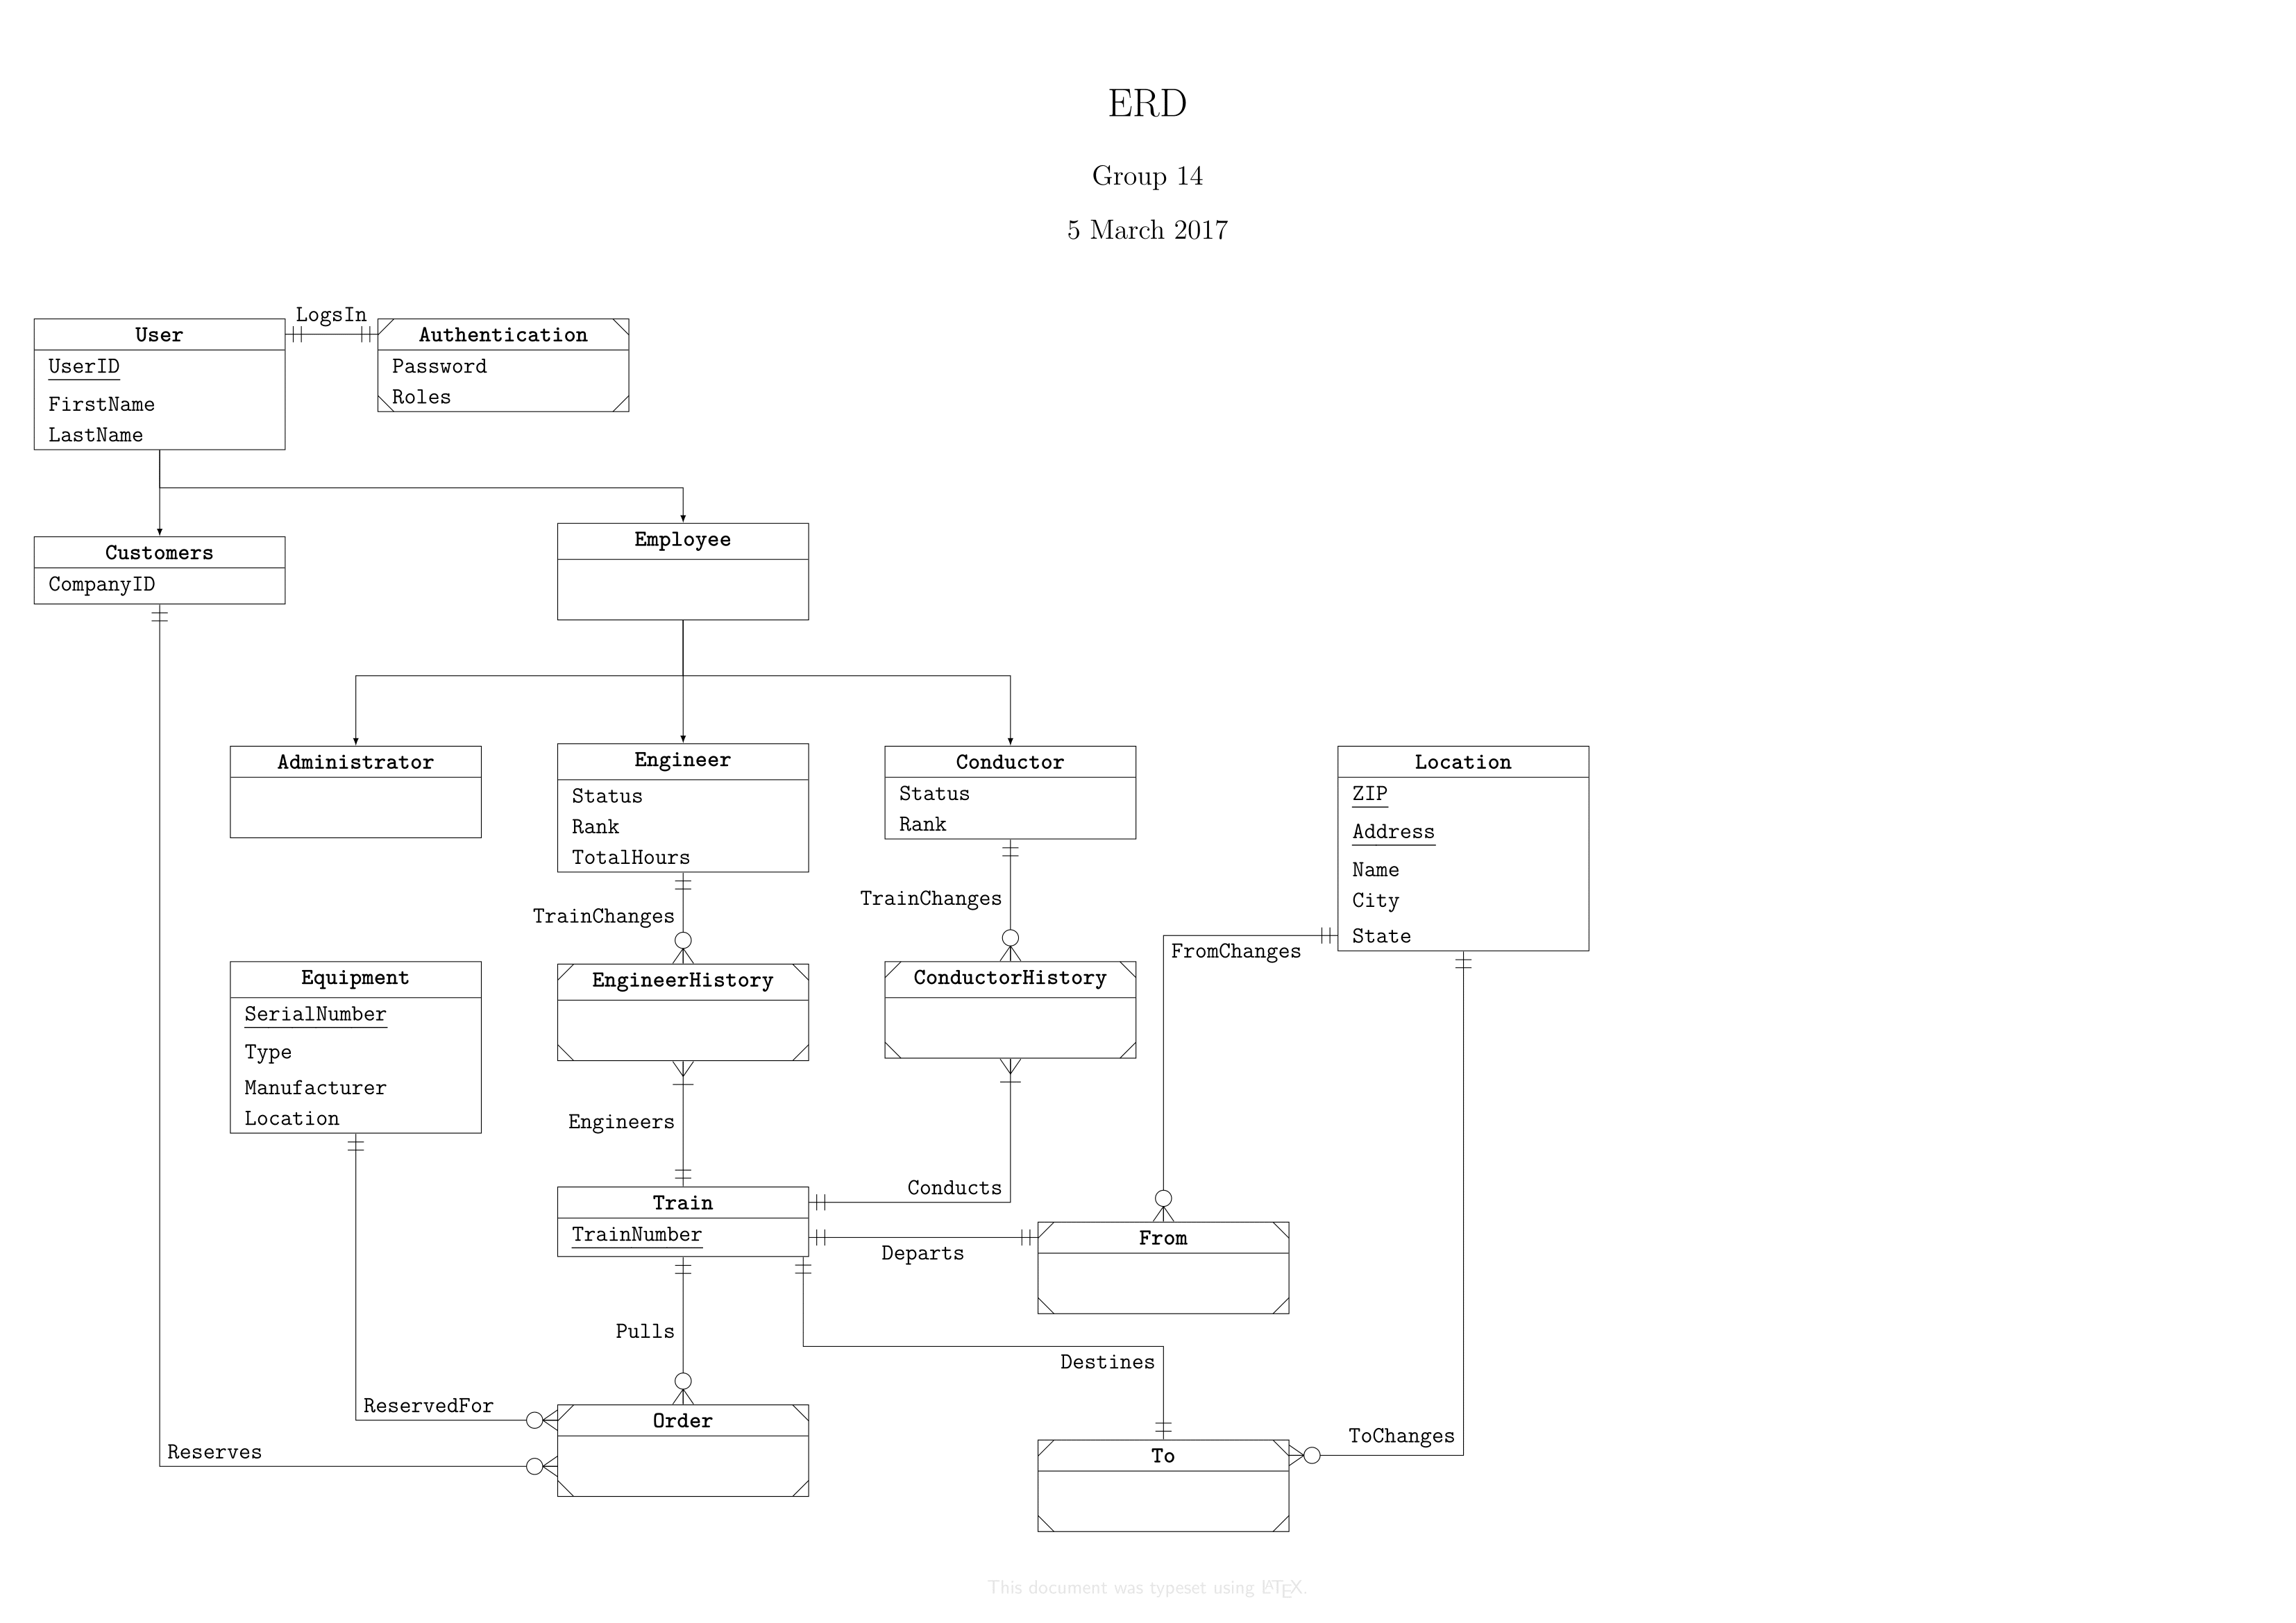 ERD
Group 14
5 March 2017
LogsIn
User
UserID
FirstName
LastName
Authentication
Password
Roles
Customers
CompanyID
Employee
Administrator
Engineer
Status
Rank
TotalHours
Conductor
Status
Rank
Location
ZIP
Address
Name
City
State
TrainChanges
TrainChanges
FromChanges
Equipment
SerialNumber
Type
Manufacturer
Location
EngineerHistory
ConductorHistory
Engineers
Conducts
Train
TrainNumber
Departs
From
Pulls
Destines
ReservedFor
Reserves
Order
ToChanges
To
This document was typeset using LATEX.